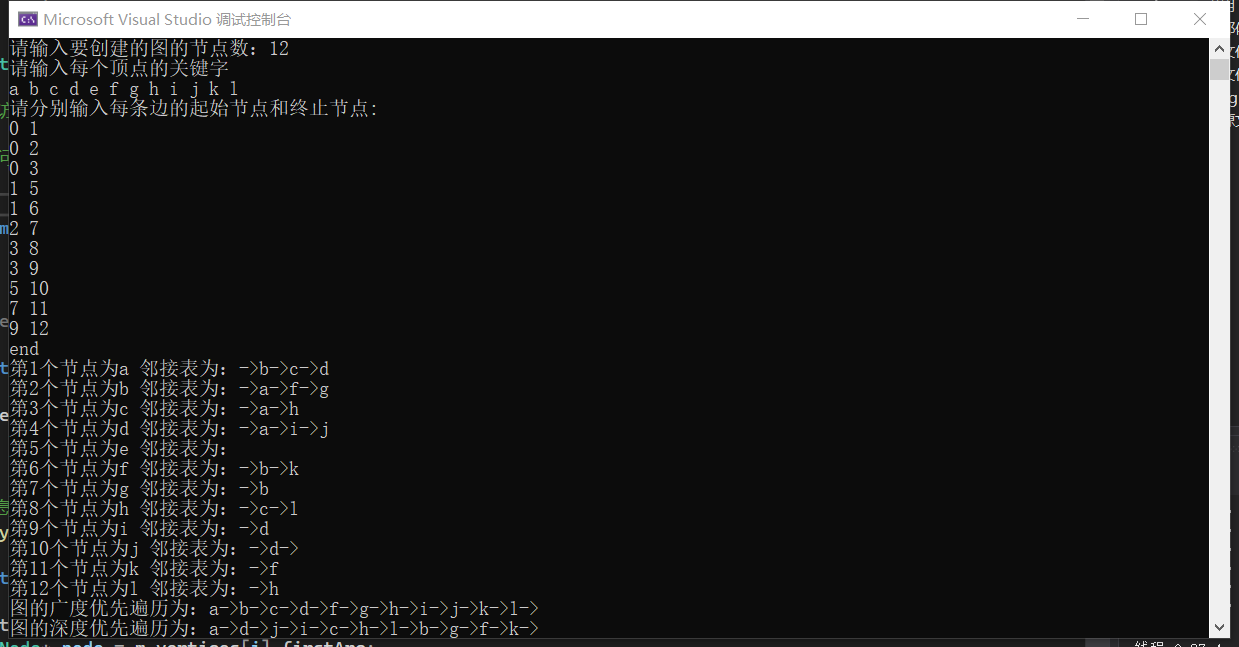 Microsoft Visual Studio 调试控制台
请输入要创建的图的节点数: 12
请输入每个顶点的关键字
a b c d e f g h i j k l
请分别输入每条边的起始节点和终止节点:
0 1
0 2
0 3
1 5
1 6
2 7
3 8
3 9
5 10
7 11
9 12
end
第1个节点为a 邻接表为: ->b->c->d
第2个节点为b 邻接表为: ->a->f->g
第3个节点为c 邻接表为: ->a->h
第4个节点为d 邻接表为: ->a->i->j
第5个节点为e 邻接表为:
第6个节点为f 邻接表为: ->b->k
第7个节点为g 邻接表为: ->b
第8个节点为h 邻接表为: ->c->l
第9个节点为i 邻接表为: ->d
第10个节点为j 邻接表为: ->d->
第11个节点为k 邻接表为: ->f
第12个节点为l 邻接表为: ->h
图的广度优先遍历为: a->b->c->d->f->g->h->i->j->k->l->
图的深度优先遍历为: a->d->j->i->c->h->l->b->g->f->k->